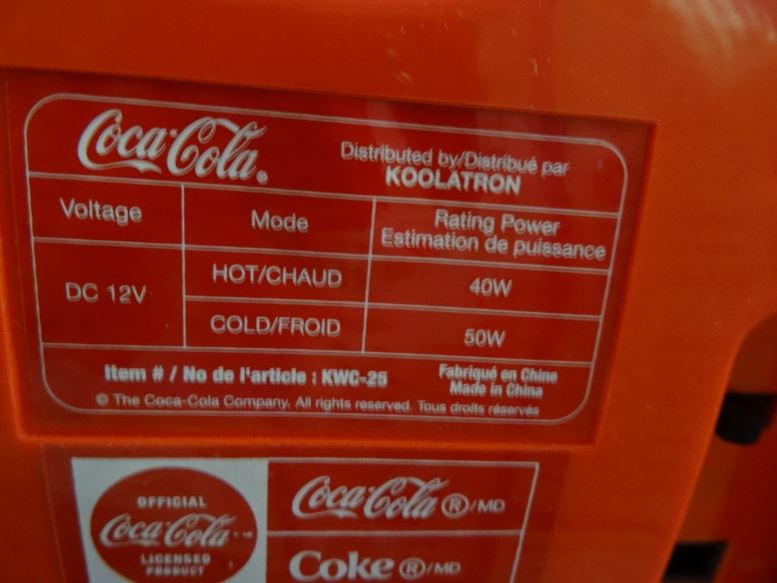 Coca-Cola®
Distributed by/Distribué par
KOOLATRON
Voltage
Mode
Rating Power
Estimation de puissance
DC 12V
HOT/CHAUD
40W
COLD/FROID
50W
Item # / No de l'article : KWC-25
Fabriqué en Chine
Made in China
© The Coca-Cola Company. All rights reserved. Tous droits réservés
OFFICIAL
Coca-Cola
LICENSED
PRODUCT
Coca-Cola ®/MD
Coke ®/MD